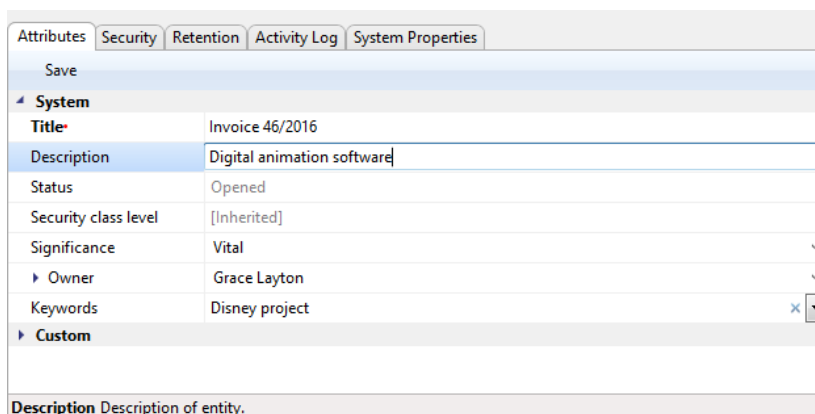 Attributes Security Retention Activity Log System Properties
Save
System
Title• Invoice 46/2016
Description Digital animation software
Status Opened
Security class level [Inherited]
Significance Vital
Owner Grace Layton
Keywords Disney project
Custom
Description Description of entity.